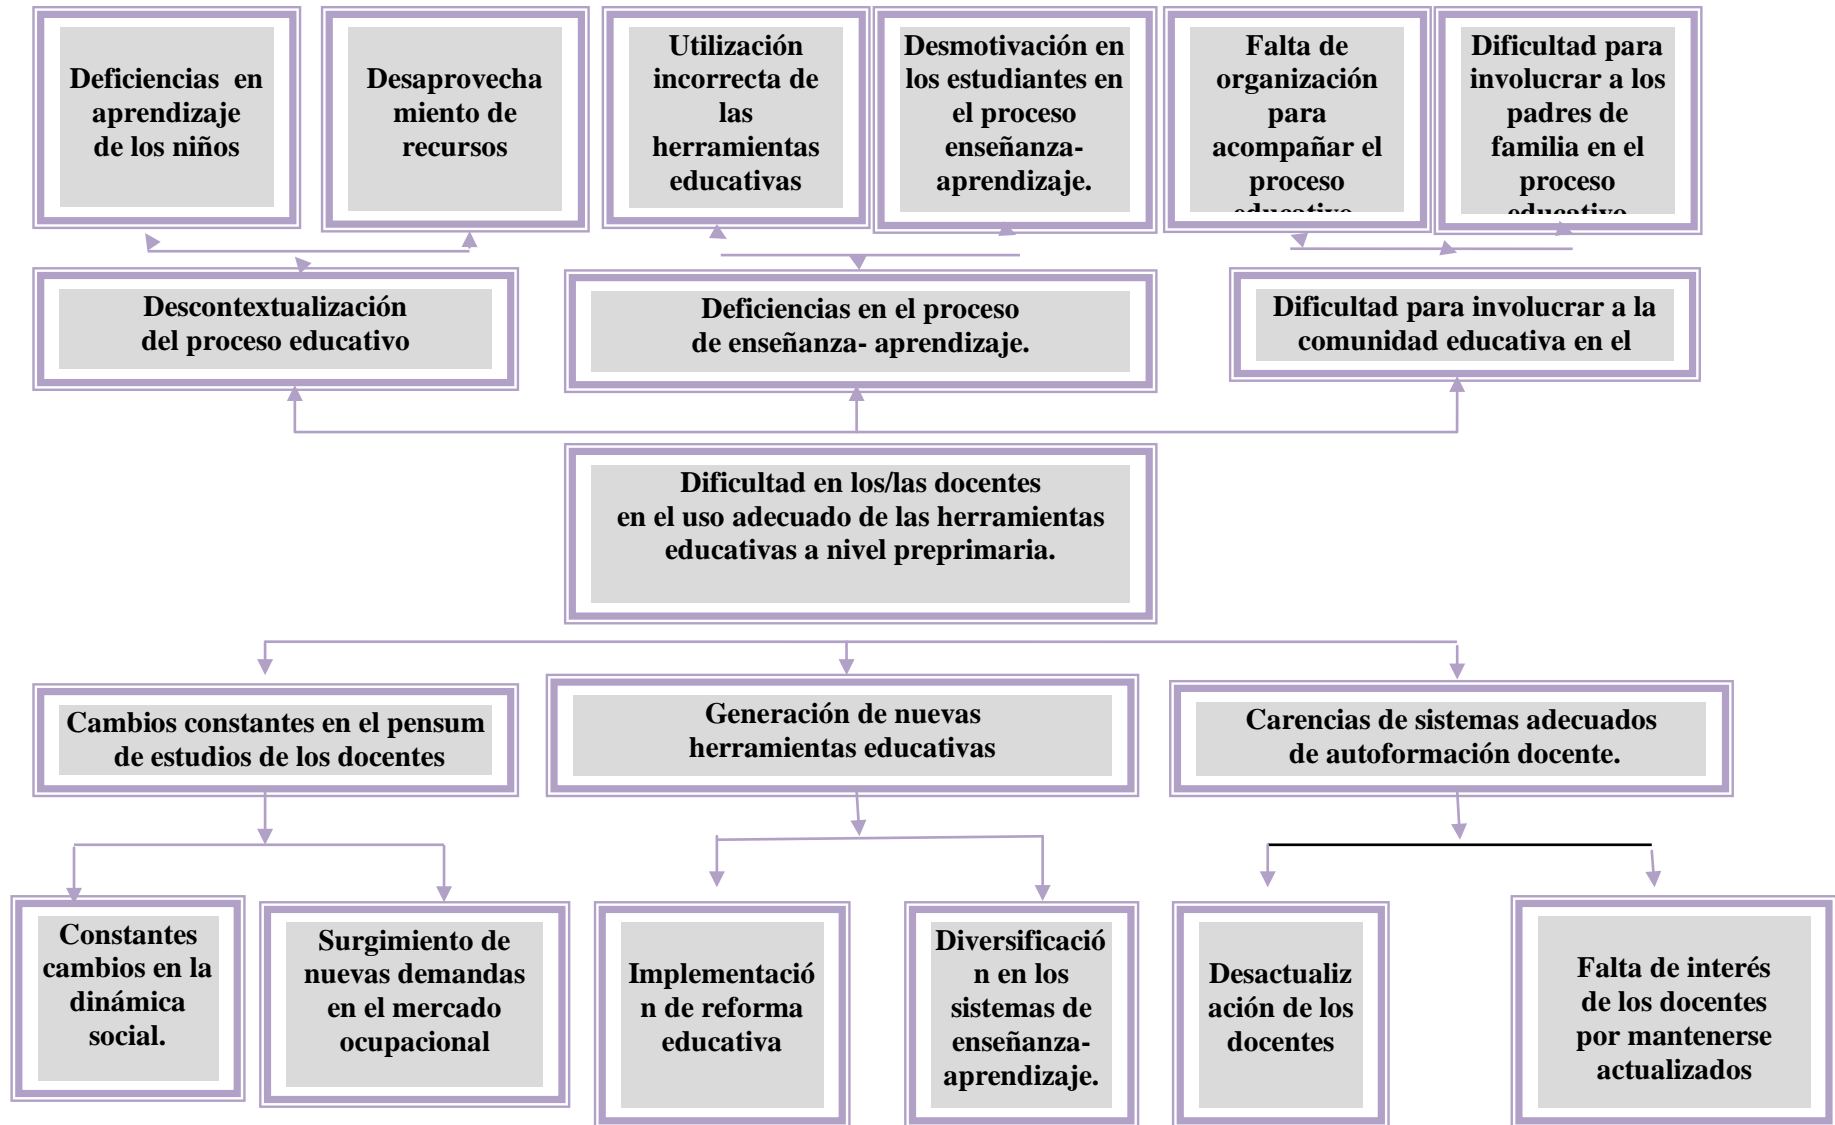 Deficiencias en
aprendizaje
de los niños
Desaprovecha
miento de
recursos
Utilización
incorrecta de
las
herramientas
educativas
Desmotivación en
los estudiantes en
el proceso
enseñanza-
aprendizaje.
Falta de
organización
para
acompañar el
proceso
educativo
Dificultad para
involucrar a los
padres de
familia en el
proceso
educativo
Descontextualización
del proceso educativo
Deficiencias en el proceso
de enseñanza- aprendizaje.
Dificultad para involucrar a la
comunidad educativa en el
Dificultad en los/las docentes
en el uso adecuado de las herramientas
educativas a nivel preprimaria.
Cambios constantes en el pensum
de estudios de los docentes
Generación de nuevas
herramientas educativas
Carencias de sistemas adecuados
de autoformación docente.
Constantes
cambios en la
dinámica
social.
Surgimiento de
nuevas demandas
en el mercado
ocupacional
Implementació
n de reforma
educativa
Diversificació
n en los
sistemas de
enseñanza-
aprendizaje.
Desactualiz
ación de los
docentes
Falta de interés
de los docentes
por mantenerse
actualizados